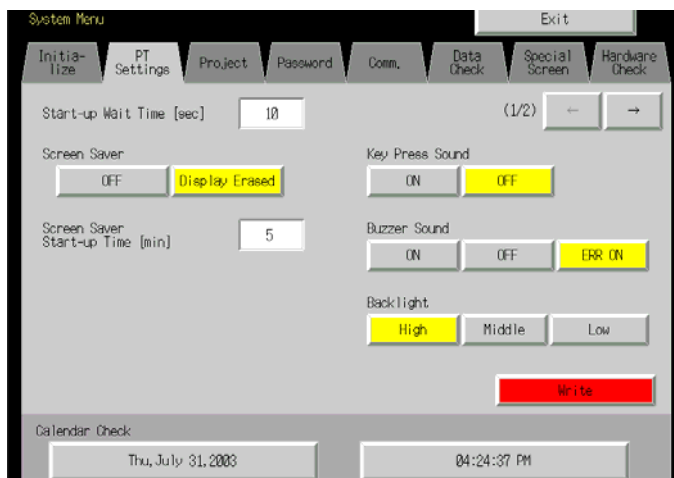 System Menu
Exit
Initia-
lize
PT
Settings
Project
Password
Comm.
Data
Check
Special
Screen
Hardware
Check
Start-up Wait Time [sec]
10
(1/2)
←
→
Screen Saver
OFF
Display Erased
Key Press Sound
ON
OFF
Screen Saver
Start-up Time [min]
5
Buzzer Sound
ON
OFF
ERR ON
Backlight
High
Middle
Low
Write
Calendar Check
Thu,July 31,2003
04:24:37 PM